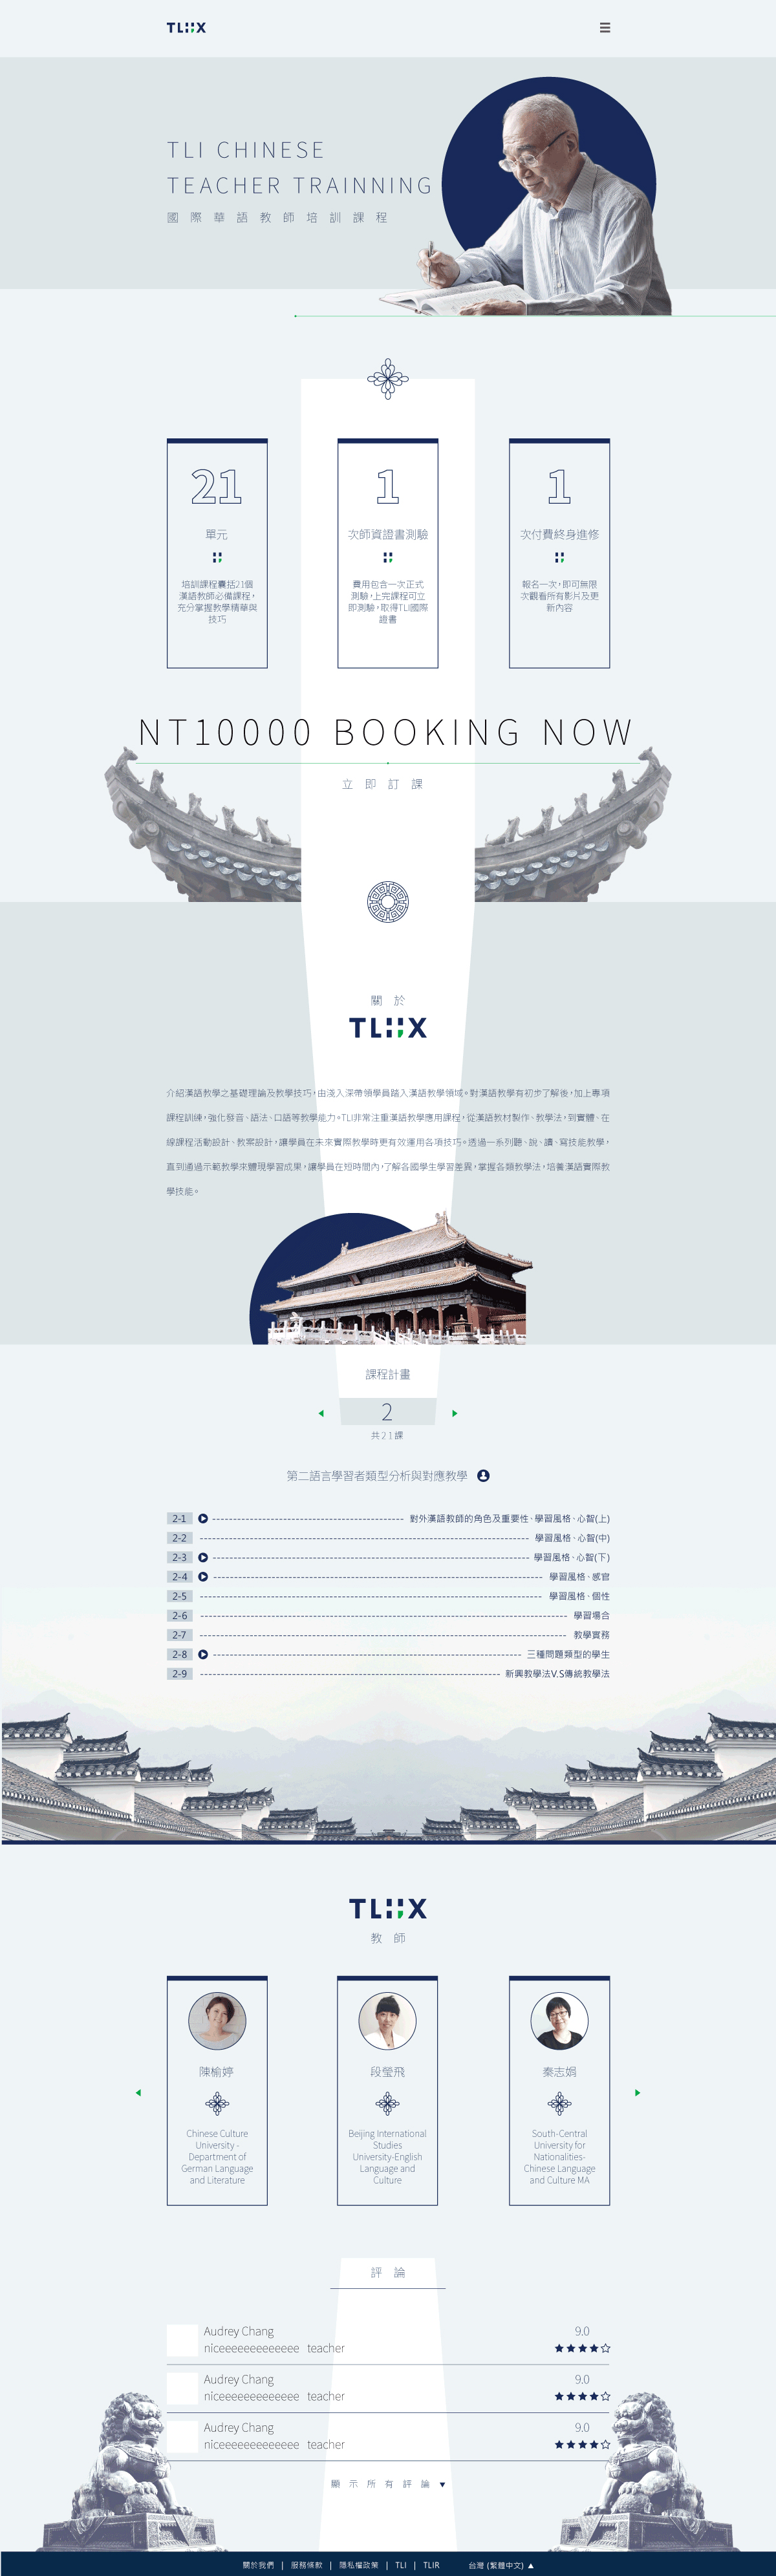 TLIX
TLI CHINESE
TEACHER TRAINNING
國際華語教師培訓課程
21
單元
培訓課程囊括21個
漢語教師必備課程，
充分掌握教學精華與
技巧
1
次師資證書測驗
費用包含一次正式
測驗，上完課程可立
即測驗，取得TLI國際
證書
1
次付費終身進修
報名一次，即可無限
次觀看所有影片及更
新內容
NT10000 BOOKING NOW
立即訂課
關於
TLIX
介紹漢語教學之基礎理論及教學技巧，由淺入深帶領學員踏入漢語教學領域。對漢語教學有初步了解後，加上專項
課程訓練，強化發音、語法、口語等教學能力。TLI非常注重漢語教學應用課程，從漢語教材製作、教學法，到實體、在
線課程活動設計、教案設計，讓學員在未來實際教學時更有效運用各項技巧。透過一系列聽、說、讀、寫技能教學，
直到通過示範教學來體現學習成果，讓學員在短時間內，了解各國學生學習差異，掌握各類教學法，培養漢語實際教
學技能。
課程計畫
2
共21課
第二語言學習者類型分析與對應教學
2-1 對外漢語教師的角色及重要性、學習風格、心智(上)
2-2 學習風格、心智(中)
2-3 學習風格、心智(下)
2-4 學習風格、感官
2-5 學習風格、個性
2-6 學習場合
2-7 教學實務
2-8 三種問題類型的學生
2-9 新興教學法V.S傳統教學法
TLIX
教師
陳榆婷
Chinese Culture
University -
Department of
German Language
and Literature
段瑩飛
Beijing International
Studies
University-English
Language and
Culture
秦志娟
South-Central
University for
Nationalities-
Chinese Language
and Culture MA
評論
Audrey Chang 9.0
niceeeeeeeeeeeee teacher
Audrey Chang 9.0
niceeeeeeeeeeeee teacher
Audrey Chang 9.0
niceeeeeeeeeeeee teacher
顯示所有評論
關於我們 | 服務條款 | 隱私權政策 | TLI | TLIR 台灣 (繁體中文)